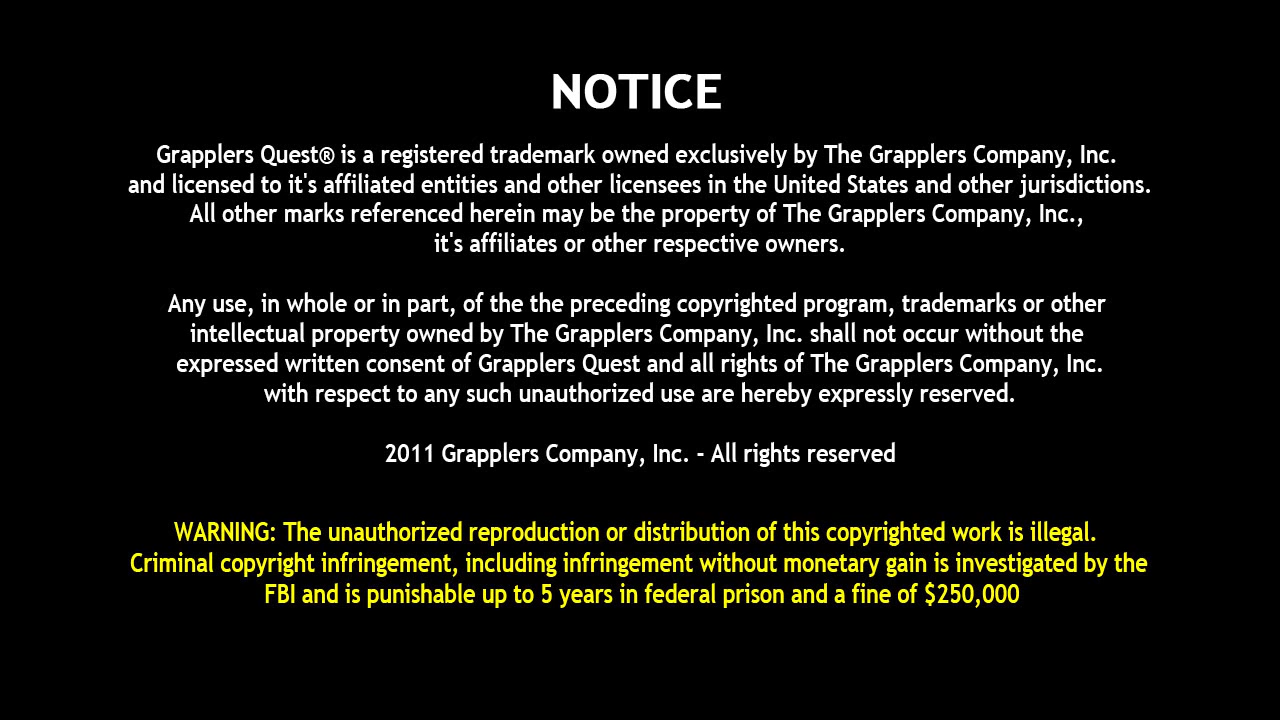 NOTICE
Grapplers Quest® is a registered trademark owned exclusively by The Grapplers Company, Inc.
and licensed to it's affiliated entities and other licensees in the United States and other jurisdictions.
All other marks referenced herein may be the property of The Grapplers Company, Inc.,
it's affiliates or other respective owners.
Any use, in whole or in part, of the the preceding copyrighted program, trademarks or other
intellectual property owned by The Grapplers Company, Inc. shall not occur without the
expressed written consent of Grapplers Quest and all rights of The Grapplers Company, Inc.
with respect to any such unauthorized use are hereby expressly reserved.
2011 Grapplers Company, Inc. - All rights reserved
WARNING: The unauthorized reproduction or distribution of this copyrighted work is illegal.
Criminal copyright infringement, including infringement without monetary gain is investigated by the
FBI and is punishable up to 5 years in federal prison and a fine of $250,000